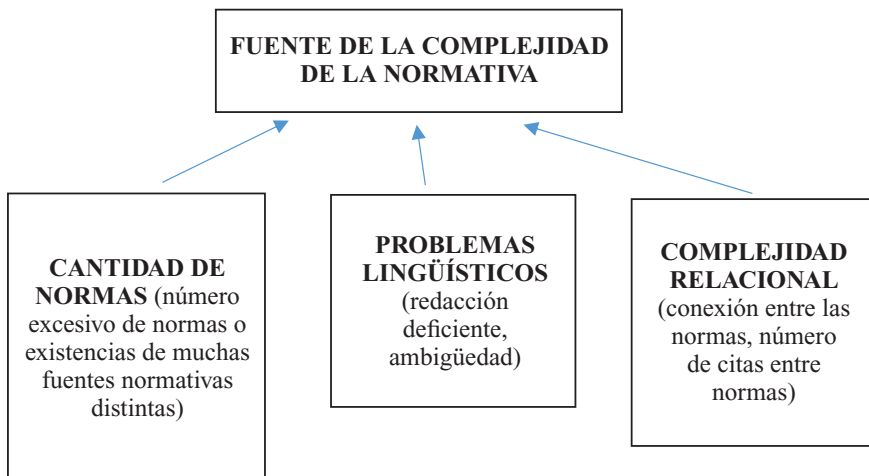 FUENTE DE LA COMPLEJIDAD
DE LA NORMATIVA
CANTIDAD DE
NORMAS (número
excesivo de normas o
existencias de muchas
fuentes normativas
distintas)
PROBLEMAS
LINGÜÍSTICOS
(redacción
deficiente,
ambigüedad)
COMPLEJIDAD
RELACIONAL
(conexión entre las
normas, número
de citas entre
normas)